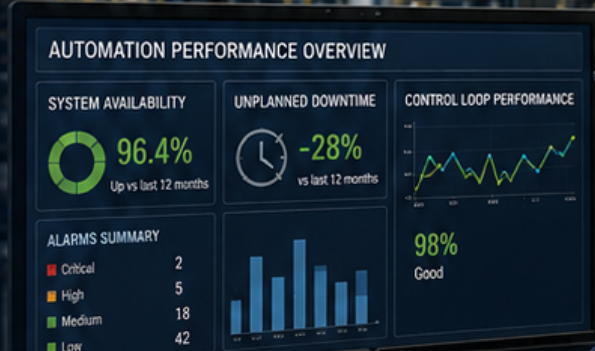 AUTOMATION PERFORMANCE OVERVIEW
SYSTEM AVAILABILITY
96.4%
Up vs last 12 months
UNPLANNED DOWNTIME
-28%
vs last 12 months
CONTROL LOOP PERFORMANCE
98%
Good
ALARMS SUMMARY
Critical 2
High 5
Medium 18
Low 42